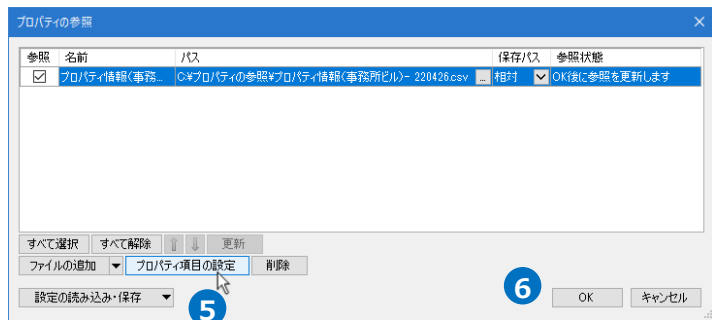 プロパティの参照
参照 名前 パス 保存パス 参照状態
プロパティ情報(事務... C:¥プロパティの参照¥プロパティ情報(事務所ビル)- 220426.csv ... 相対 OK後に参照を更新します
すべて選択 すべて解除 ⇧ ⇩ 更新
ファイルの追加 プロパティ項目の設定 削除
設定の読み込み・保存 5 6 OK キャンセル